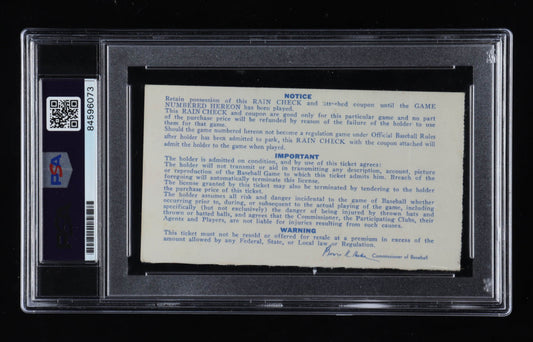 NOTICE
Retain possession of this RAIN CHECK and attached coupon until the GAME
NUMBERED HEREON has been played.
This RAIN CHECK and coupon are good only for this particular game and no part
of the purchase price will be refunded by reason of the failure of the holder to use
them for that game.
Should the game numbered hereon not become a regulation game under Official Baseball Rules
after holder has been admitted to park, this RAIN CHECK with the coupon attached will
admit the holder to the game when played.
IMPORTANT
The holder is admitted on condition, and by use of this ticket agrees:
The holder will not transmit or aid in transmitting any description, account, picture
or reproduction of the Baseball Game to which this ticket admits him. Breach of the
foregoing will automatically terminate this license.
The license granted by this ticket may also be terminated by tendering to the holder
the purchase price of this ticket.
The holder assumes all risk and danger incidental to the game of Baseball whether
occurring prior to, during, or subsequent to the actual playing of the game, including
specifically (but not exclusively) the danger of being injured by thrown bats and
thrown or batted balls, and agrees that the Commissioner, the Participating Clubs, their
Agents and Players, are not liable for injuries resulting from such causes.
WARNING
This ticket must not be resold or offered for resale at a premium in excess of the
amount allowed by any Federal, State, or Local law or Regulation.
Commissioner of Baseball
84596073
PSA